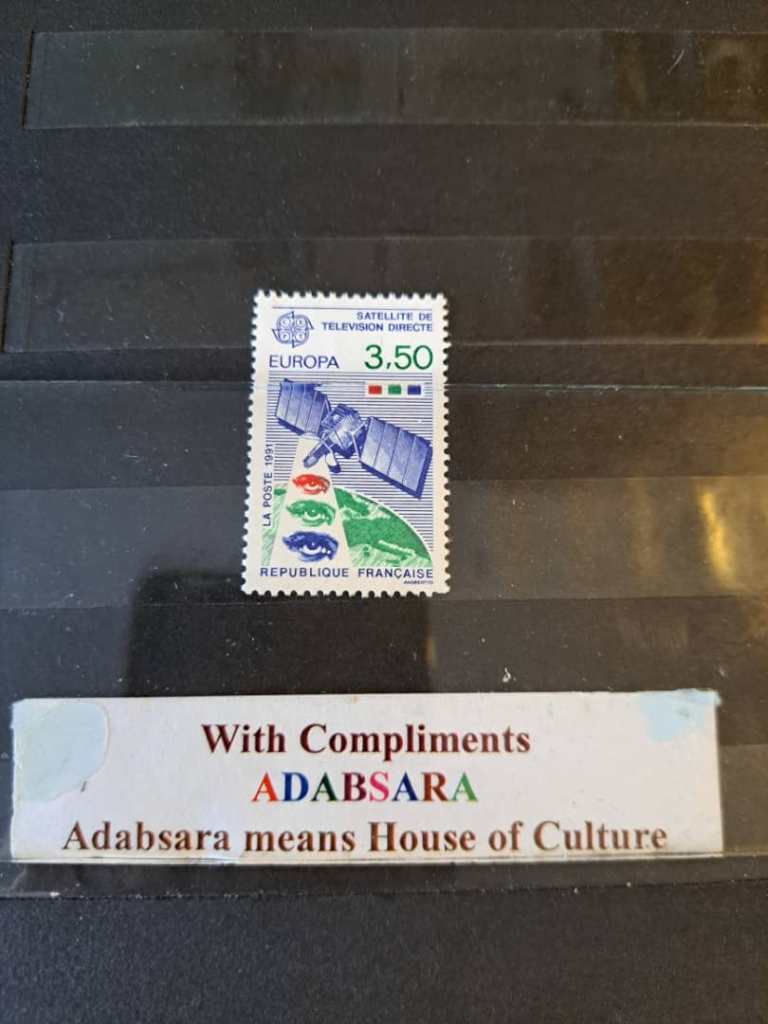 SATELLITE DE
TELEVISION DIRECTE
EUROPA 3,50
LA POSTE 1991
REPUBLIQUE FRANÇAISE
With Compliments
ADABSARA
Adabsara means House of Culture